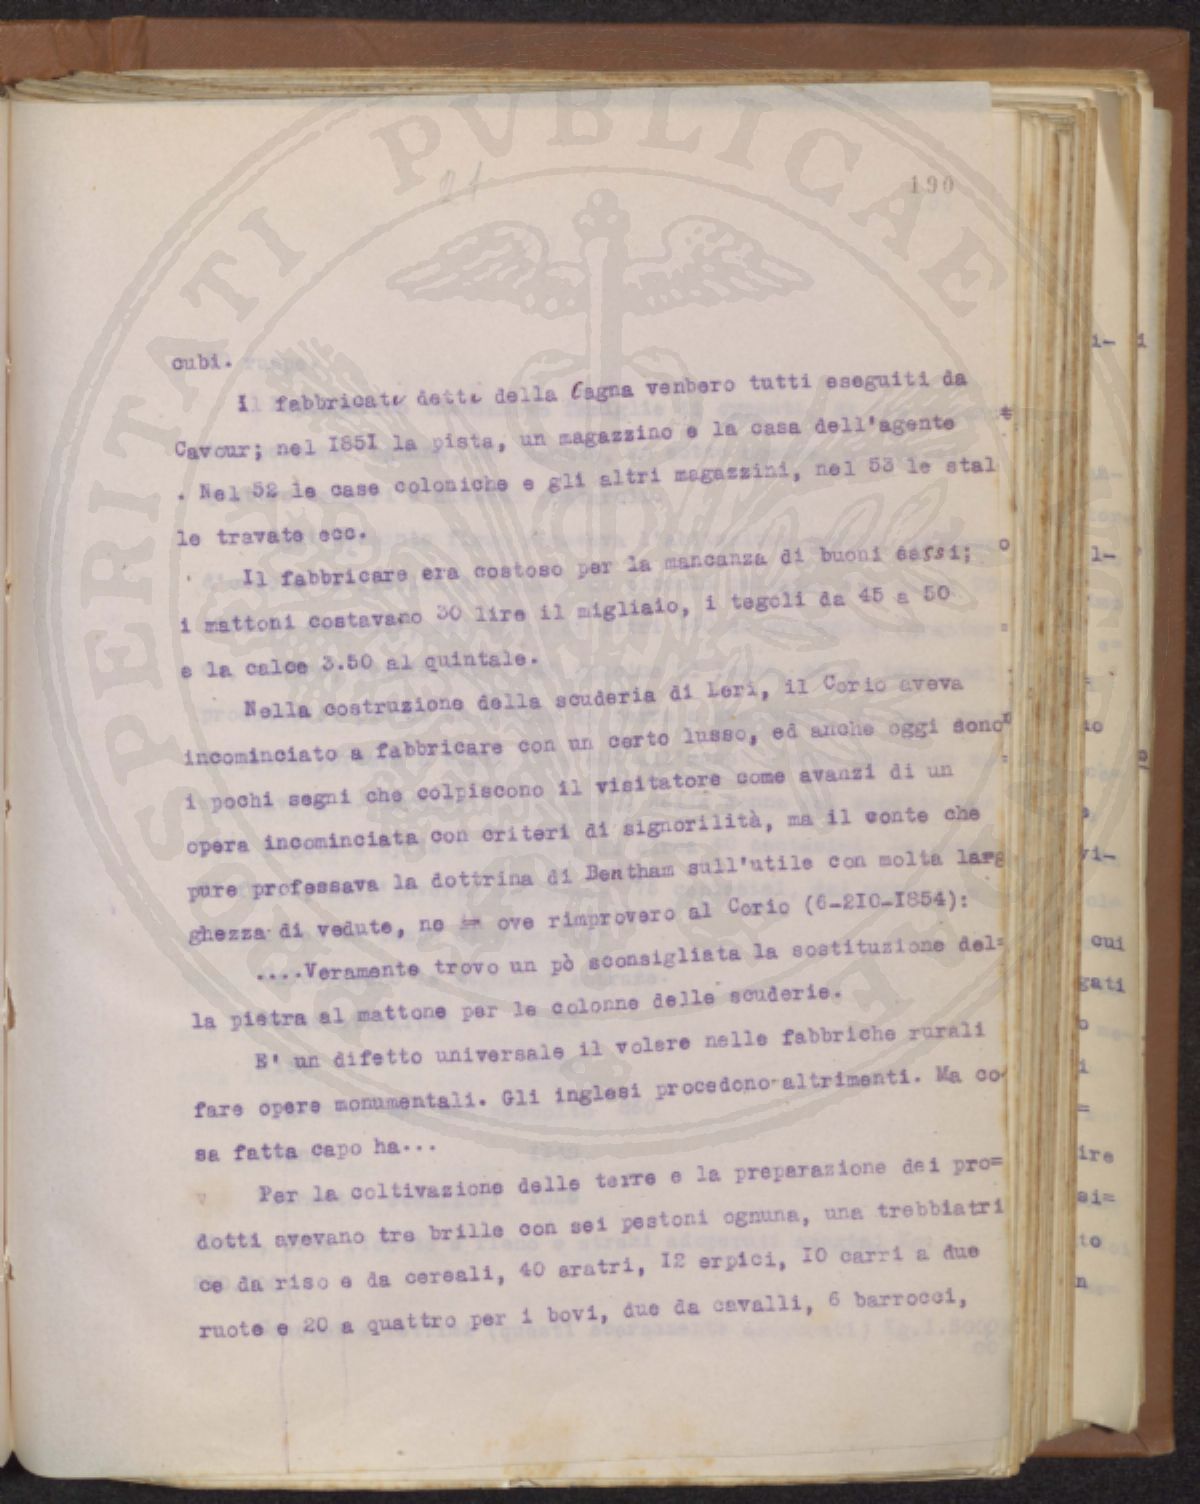 PROSPERITATI PUBLICAE
21
190
cubi.
Il fabbricati detti della Cagna venbero tutti eseguiti da
Cavour; nel I85I la pista, un magazzino e la casa dell'agente
. Nel 52 le case coloniche e gli altri magazzini, nel 53 le stal
le travate ecc.
Il fabbricare era costoso per la mancanza di buoni sassi;
i mattoni costavano 30 lire il migliaio, i tegoli da 45 a 50
e la calce 3.50 al quintale.
Nella costruzione della scuderia di Leri, il Corio aveva
incominciato a fabbricare con un certo lusso, ed anche oggi sono
i pochi segni che colpiscono il visitatore come avanzi di un
opera incominciata con criteri di signorilità, ma il conte che
pure professava la dottrina di Bentham sull'utile con molta larg
ghezza di vedute, ne = ove rimprovero al Corio (6-2IO-I854):
....Veramente trovo un pò sconsigliata la sostituzione del=
la pietra al mattone per le colonne delle scuderie.
E' un difetto universale il volere nelle fabbriche rurali
fare opere monumentali. Gli inglesi procedono altrimenti. Ma co-
sa fatta capo ha...
Per la coltivazione delle terre e la preparazione dei pro=
dotti avevano tre brille con sei pestoni ognuna, una trebbiatri
ce da riso e da cereali, 40 aratri, I2 erpici, IO carri a due
ruote e 20 a quattro per i bovi, due da cavalli, 6 barrocci,